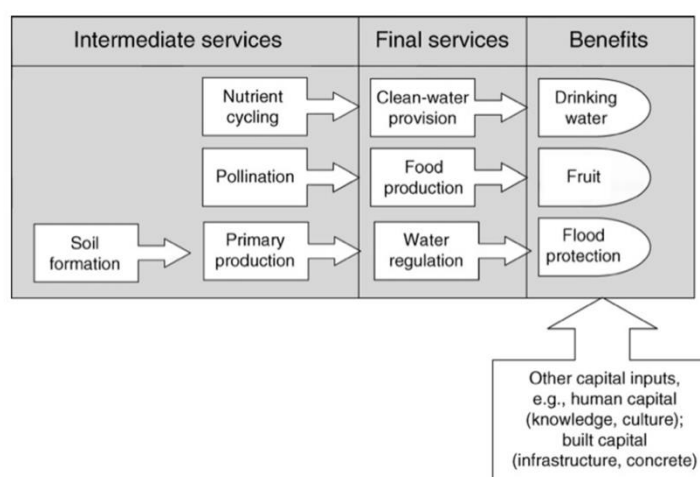 Intermediate services
Final services
Benefits
Nutrient
cycling
Clean-water
provision
Drinking
water
Pollination
Food
production
Fruit
Soil
formation
Primary
production
Water
regulation
Flood
protection
Other capital inputs,
e.g., human capital
(knowledge, culture);
built capital
(infrastructure, concrete)